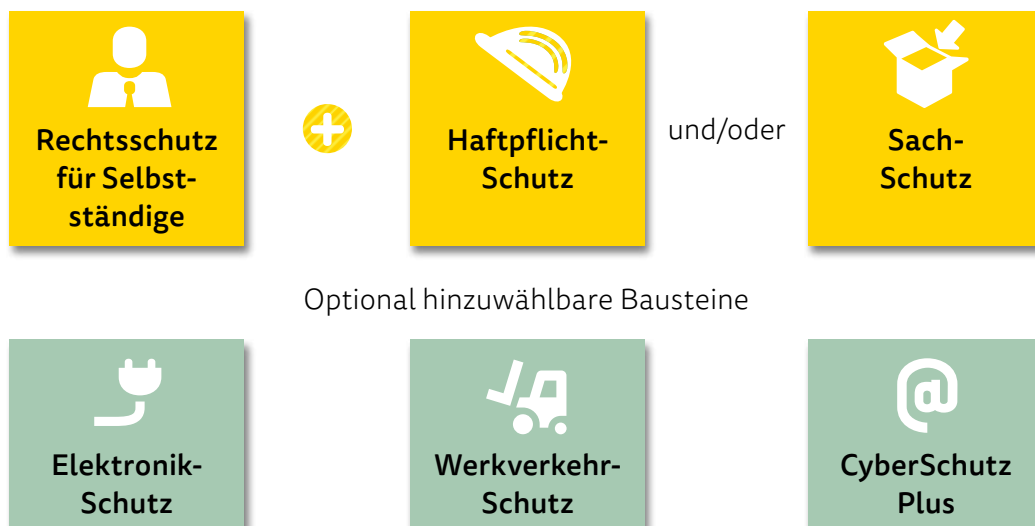 Rechtsschutz
für Selbst-
ständige
Haftpflicht-
Schutz
und/oder
Sach-
Schutz
Optional hinzuwählbare Bausteine
Elektronik-
Schutz
Werkverkehr-
Schutz
@
CyberSchutz
Plus